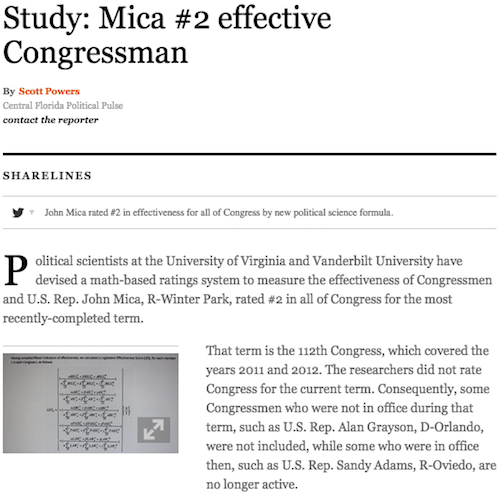 Study: Mica #2 effective
Congressman
By Scott Powers
Central Florida Political Pulse
contact the reporter
SHARELINES
John Mica rated #2 in effectiveness for all of Congress by new political science formula.
Political scientists at the University of Virginia and Vanderbilt University have
devised a math-based ratings system to measure the effectiveness of Congressmen
and U.S. Rep. John Mica, R-Winter Park, rated #2 in all of Congress for the most
recently-completed term.
That term is the 112th Congress, which covered the
years 2011 and 2012. The researchers did not rate
Congress for the current term. Consequently, some
Congressmen who were not in office during that
term, such as U.S. Rep. Alan Grayson, D-Orlando,
were not included, while some who were in office
then, such as U.S. Rep. Sandy Adams, R-Oviedo, are
no longer active.